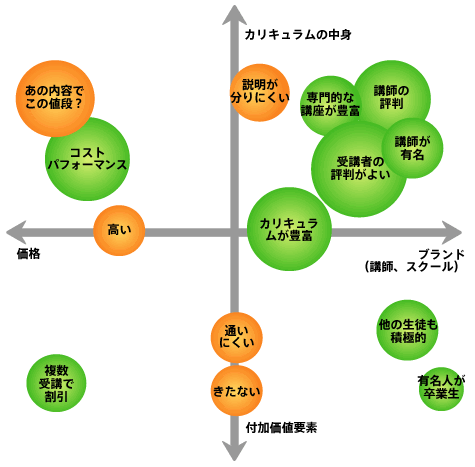 カリキュラムの中身
あの内容で
この値段？
説明が
分りにくい
専門的な
講座が豊富
講師の
評判
コスト
パフォーマンス
講師が
有名
受講者の
評判がよい
高い
カリキュラ
ムが豊富
価格
ブランド
(講師、スクール)
通い
にくい
他の生徒も
積極的
複数
受講で
割引
きたない
有名人が
卒業生
付加価値要素